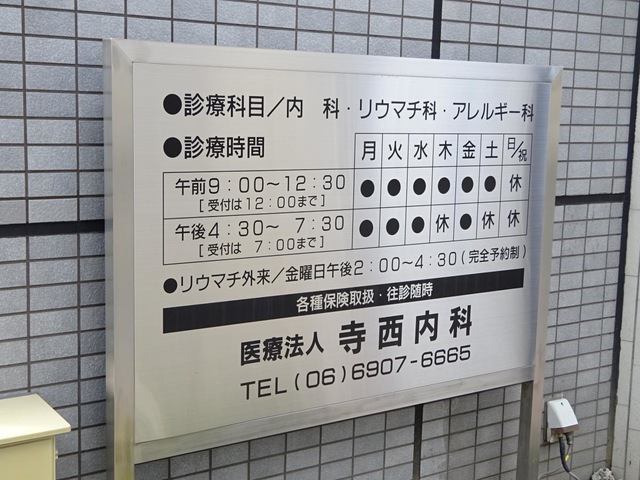 ●診療科目／内　科・リウマチ科・アレルギー科
●診療時間 月 火 水 木 金 土 日/祝
午前9：00〜12：30 ● ● ● ● ● ● 休
[ 受付は 12：00まで ]
午後4：30〜 7：30 ● ● ● 休 ● 休 休
[ 受付は 7：00まで ]
●リウマチ外来／金曜日午後2：00〜4：30（完全予約制）
各種保険取扱・往診随時
医療法人 寺西内科
TEL（06）6907-6665